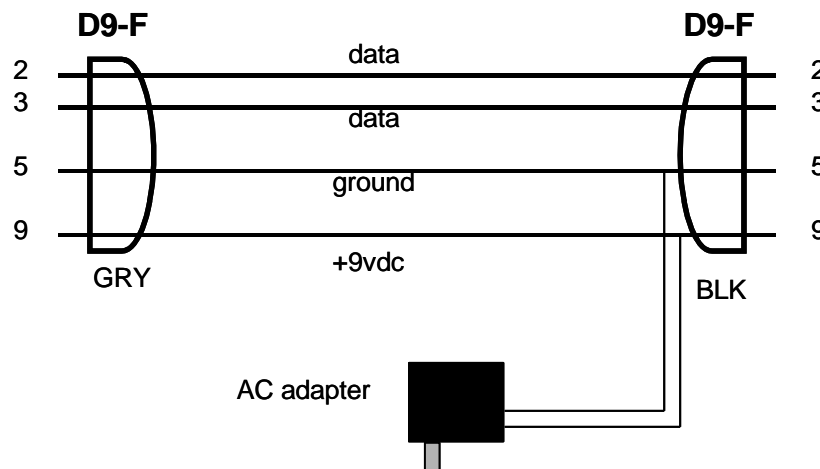 D9-F D9-F
2 data 2
3 3
data
5 5
ground
9 9
+9vdc
GRY BLK
AC adapter